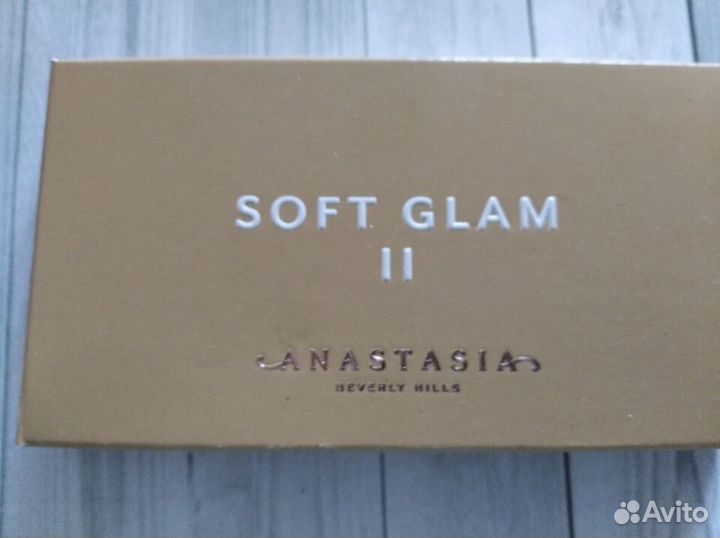 SOFT GLAM
II
ANASTASIA
BEVERLY HILLS
Avito